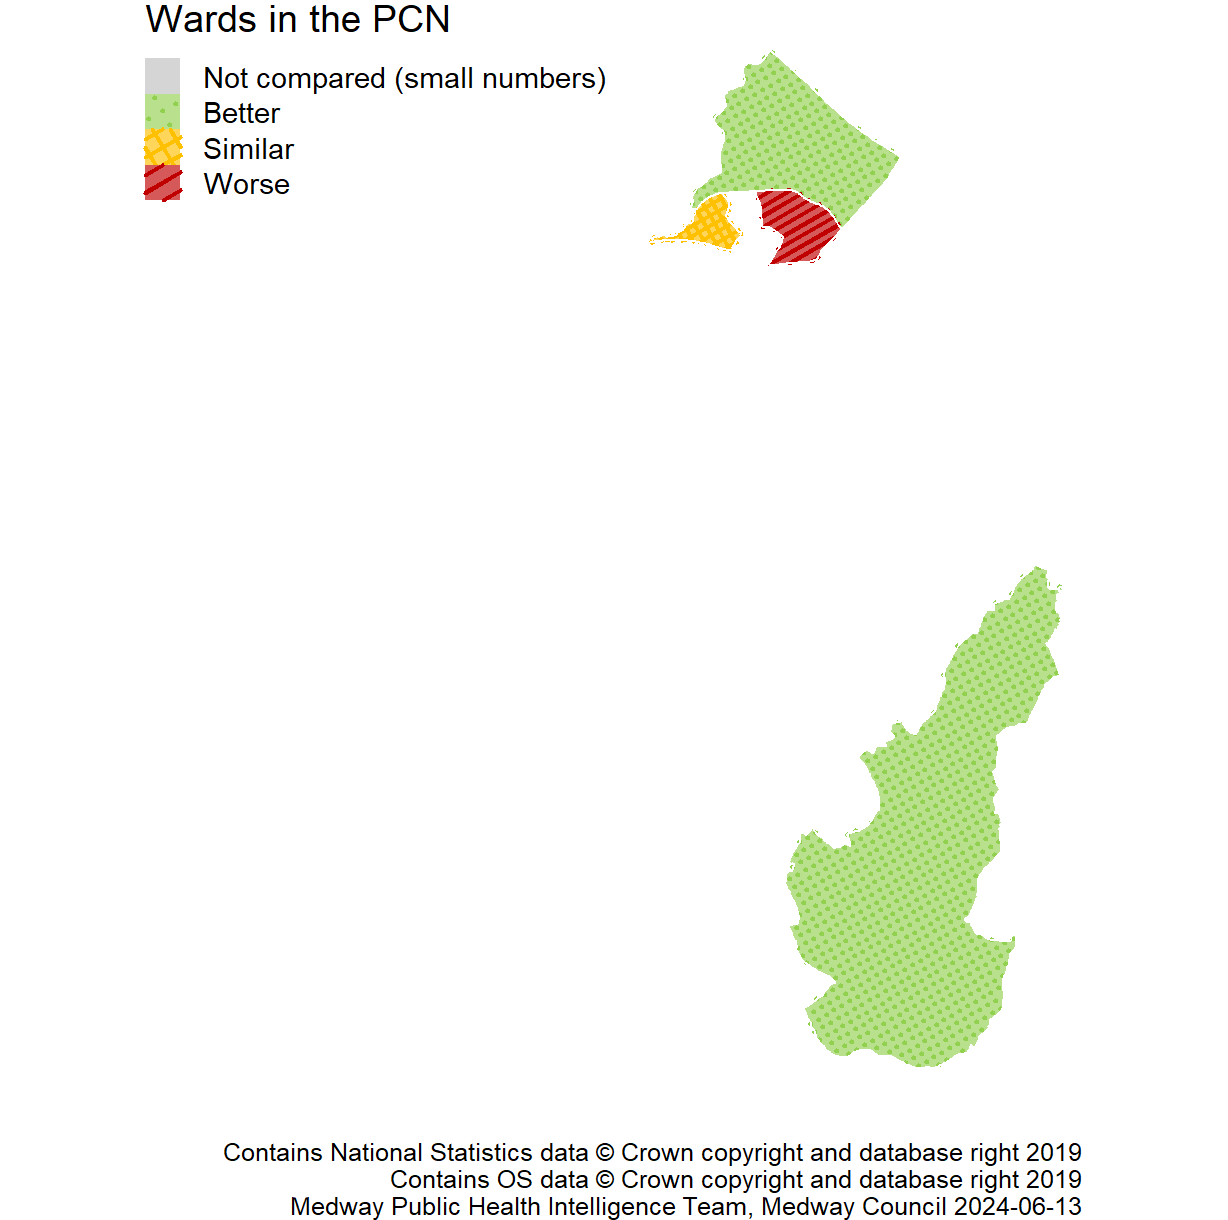 Wards in the PCN
Not compared (small numbers)
Better
Similar
Worse
Contains National Statistics data © Crown copyright and database right 2019
Contains OS data © Crown copyright and database right 2019
Medway Public Health Intelligence Team, Medway Council 2024-06-13